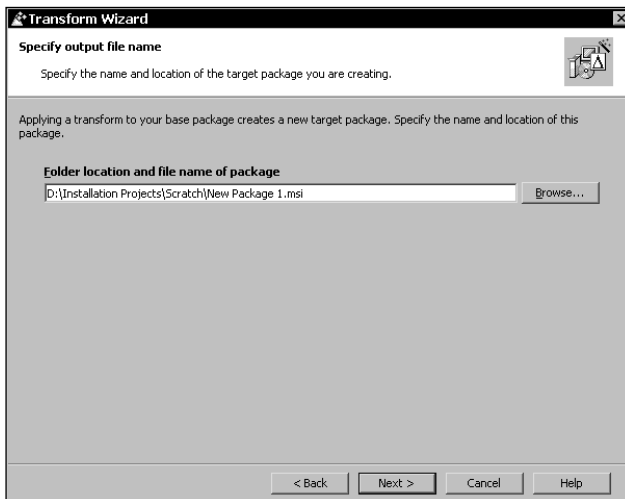 Transform Wizard
Specify output file name
Specify the name and location of the target package you are creating.
Applying a transform to your base package creates a new target package. Specify the name and location of this
package.
Folder location and file name of package
D:\Installation Projects\Scratch\New Package 1.msi
Browse...
< Back
Next >
Cancel
Help